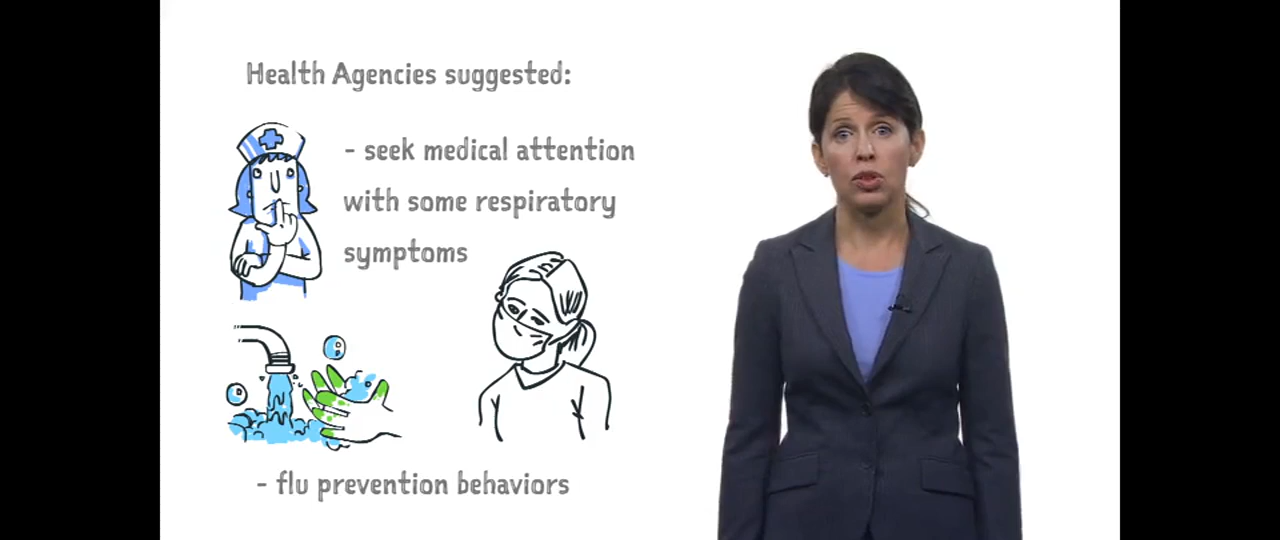 Health Agencies suggested:
- seek medical attention
with some respiratory
symptoms
- flu prevention behaviors